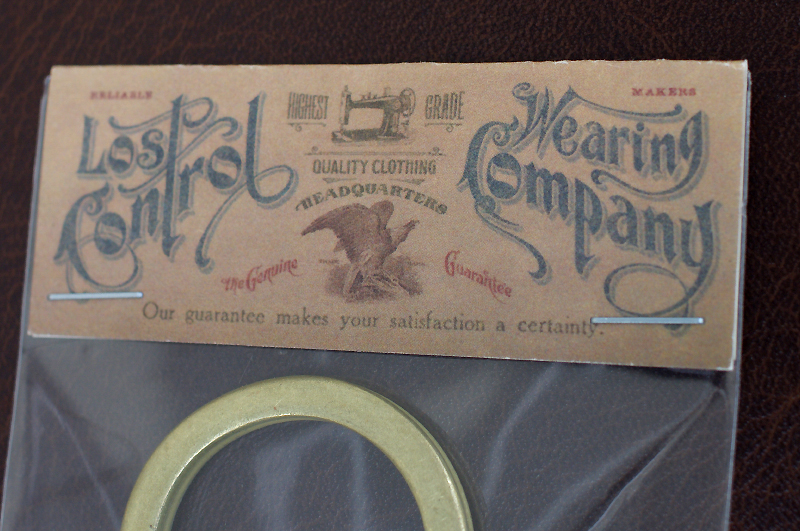 RELIABLE
MAKERS
Lost
Control
HIGHEST GRADE
QUALITY CLOTHING
HEADQUARTERS
Wearing
Company
The Genuine
Guarantee
Our guarantee makes your satisfaction a certainty.